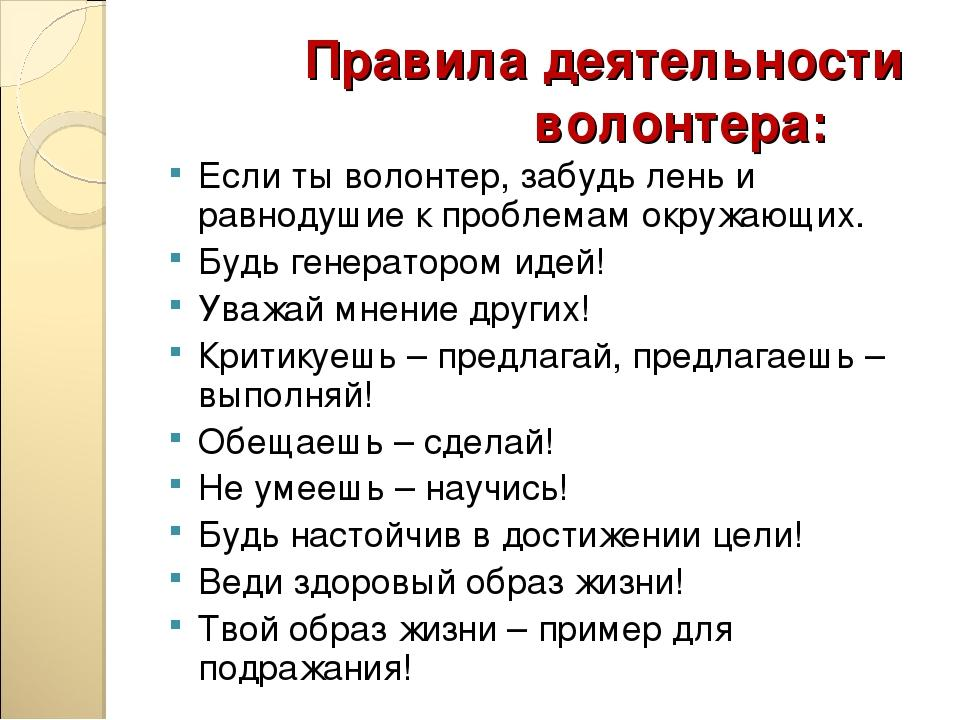 Правила деятельности
волонтера:
Если ты волонтер, забудь лень и
равнодушие к проблемам окружающих.
Будь генератором идей!
Уважай мнение других!
Критикуешь – предлагай, предлагаешь –
выполняй!
Обещаешь – сделай!
Не умеешь – научись!
Будь настойчив в достижении цели!
Веди здоровый образ жизни!
Твой образ жизни – пример для
подражания!